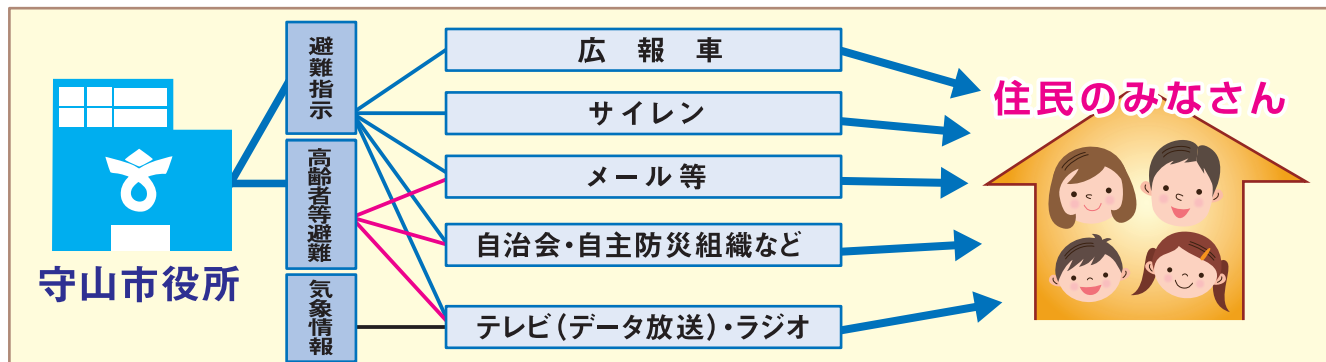 守山市役所
避難指示
高齢者等避難
気象情報
広報車
サイレン
メール等
自治会・自主防災組織など
テレビ(データ放送)・ラジオ
住民のみなさん